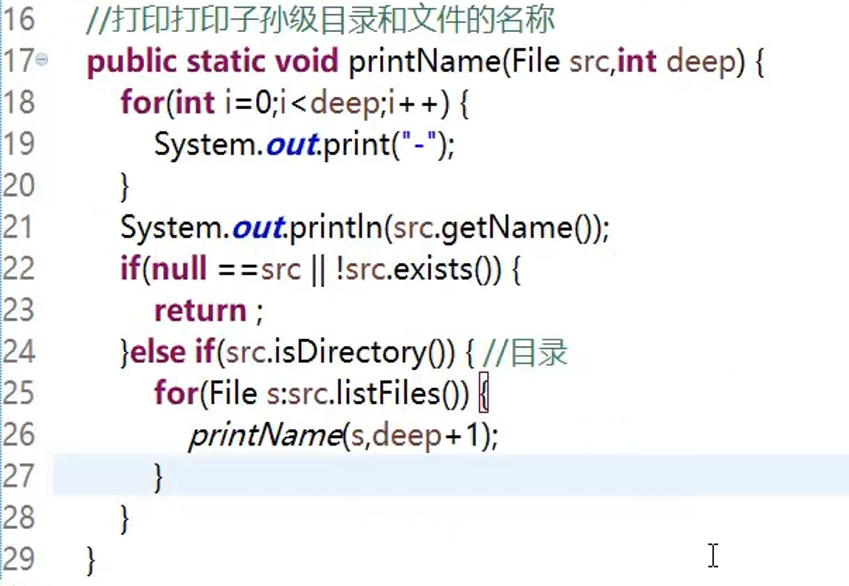 16 //打印打印子孙级目录和文件的名称
17 public static void printName(File src,int deep) {
18 for(int i=0;i<deep;i++) {
19 System.out.print("-");
20 }
21 System.out.println(src.getName());
22 if(null ==src || !src.exists()) {
23 return ;
24 }else if(src.isDirectory()) { //目录
25 for(File s:src.listFiles()) {
26 printName(s,deep+1);
27 }
28 }
29 }